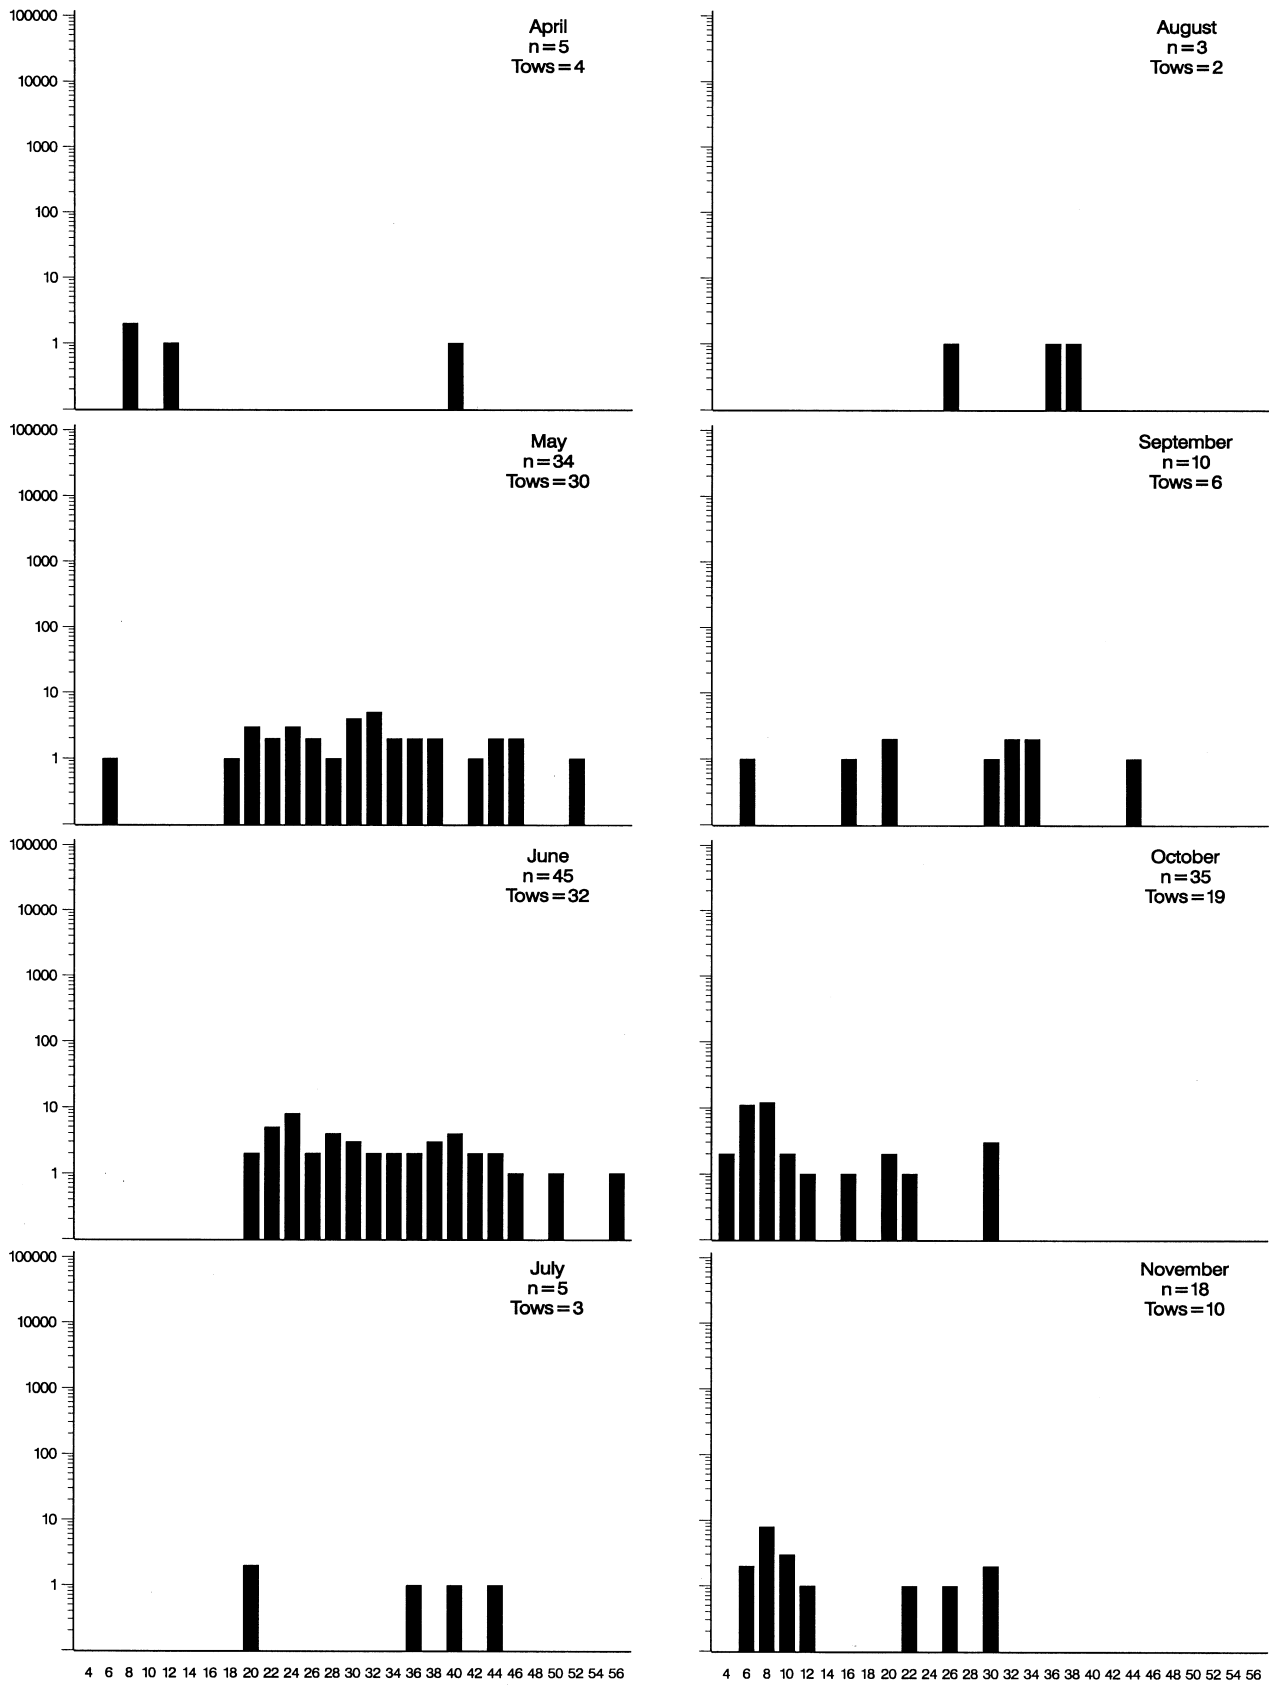 100000
10000
1000
100
10
1
April
n=5
Tows=4
August
n=3
Tows=2
100000
10000
1000
100
10
1
May
n=34
Tows=30
September
n=10
Tows=6
100000
10000
1000
100
10
1
June
n=45
Tows=32
October
n=35
Tows=19
100000
10000
1000
100
10
1
July
n=5
Tows=3
November
n=18
Tows=10
4 6 8 10 12 14 16 18 20 22 24 26 28 30 32 34 36 38 40 42 44 46 48 50 52 54 56
4 6 8 10 12 14 16 18 20 22 24 26 28 30 32 34 36 38 40 42 44 46 48 50 52 54 56